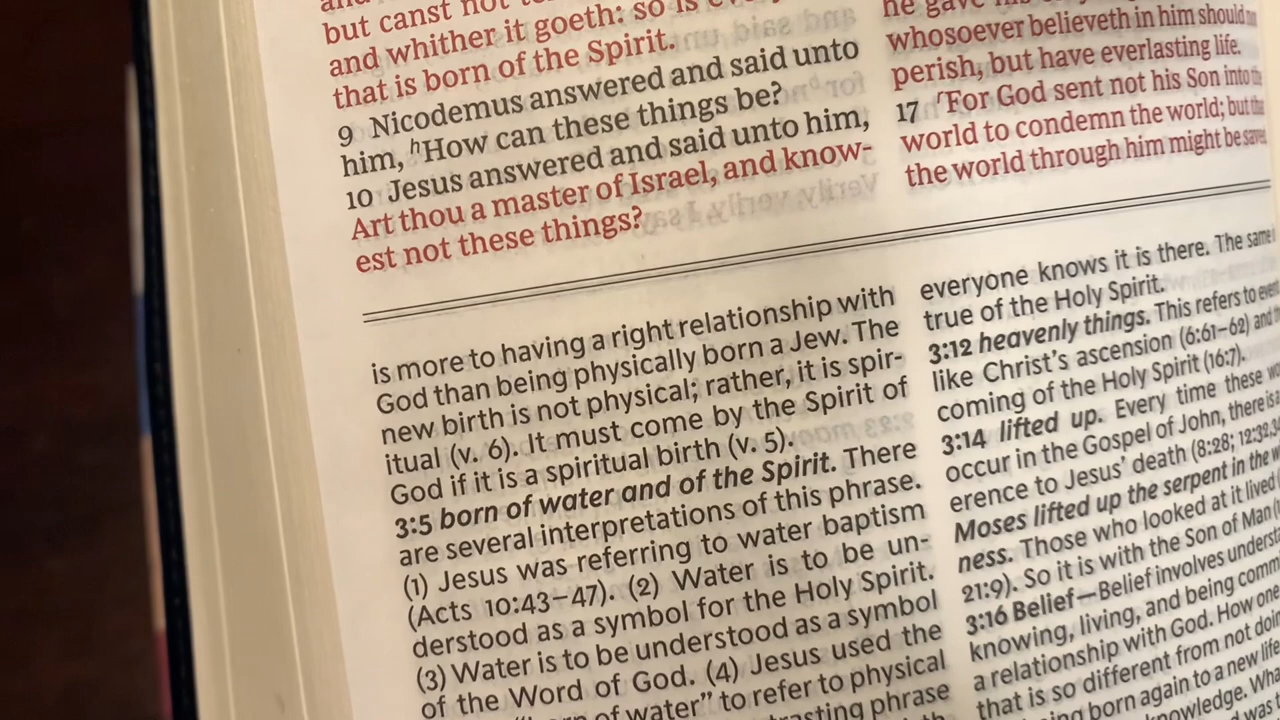 but canst not
and whither it goeth: so is
that is born of the Spirit.
9 Nicodemus answered and said unto
him, hHow can these things be?
10 Jesus answered and said unto him,
Art thou a master of Israel, and know-
est not these things?
he gave his
whosoever believeth in him should
perish, but have everlasting life.
17 rFor God sent not his Son into
world to condemn the world; but
the world through him might be
is more to having a right relationship with
God than being physically born a Jew. The
new birth is not physical; rather, it is spir-
itual (v. 6). It must come by the Spirit of
God if it is a spiritual birth (v. 5).
3:5 born of water and of the Spirit. There
are several interpretations of this phrase.
(1) Jesus was referring to water baptism
(Acts 10:43–47). (2) Water is to be un-
derstood as a symbol for the Holy Spirit.
(3) Water is to be understood as a symbol
of the Word of God. (4) Jesus used the
of water” to refer to physical
phrase
everyone knows it is there. The same
true of the Holy Spirit.
3:12 heavenly things. This refers to
like Christ’s ascension (6:61–62) and
coming of the Holy Spirit (16:7).
3:14 lifted up. Every time these
occur in the Gospel of John, there is
erence to Jesus’ death (8:28; 12:32,
Moses lifted up the serpent in the
ness. Those who looked at it lived
21:9). So it is with the Son of Man
3:16 Belief—Belief involves
knowing, living, and being
a relationship with God. How one
that is so different from not
born again to a new life